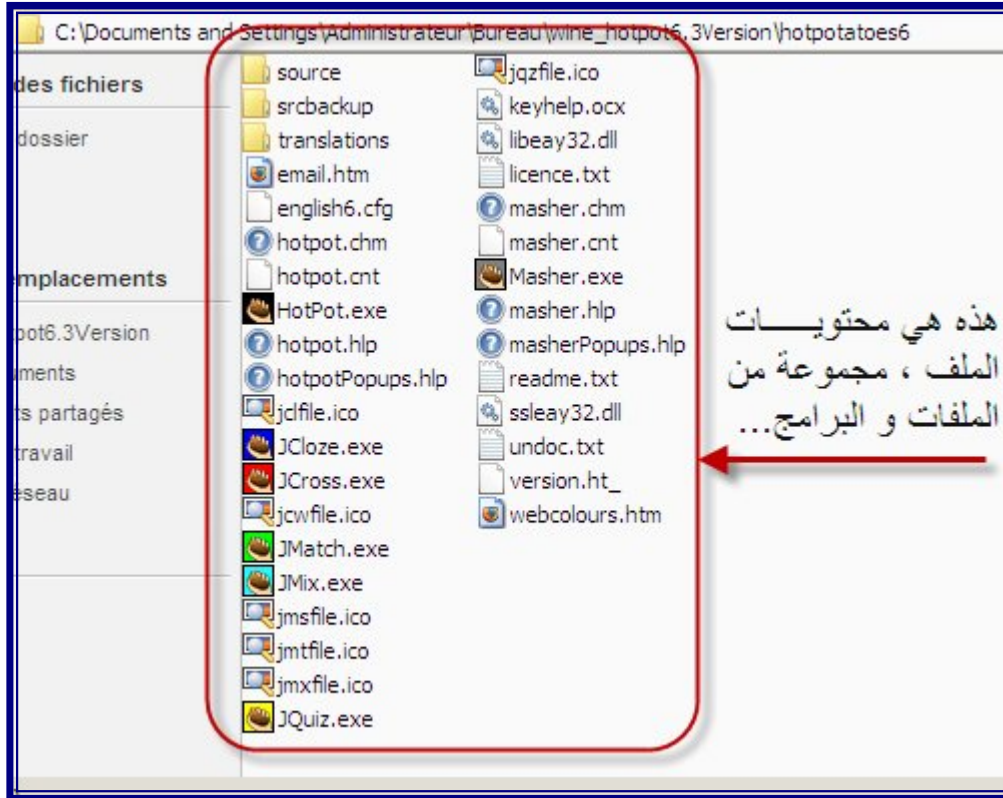 C:\Documents and Settings\Administrateur\Bureau\wine_hotpot6.3Version\hotpotatoes6
des fichiers
dossier
mplacements
pot6.3Version
uments
ts partagés
travail
éseau
source
srcbackup
translations
email.htm
english6.cfg
hotpot.chm
hotpot.cnt
HotPot.exe
hotpot.hlp
hotpotPopups.hlp
jclfile.ico
JCloze.exe
JCross.exe
jcwfile.ico
JMatch.exe
JMix.exe
jmsfile.ico
jmtfile.ico
jmxfile.ico
JQuiz.exe
jqzfile.ico
keyhelp.ocx
libeay32.dll
licence.txt
masher.chm
masher.cnt
Masher.exe
masher.hlp
masherPopups.hlp
readme.txt
ssleay32.dll
undoc.txt
version.ht_
webcolours.htm
هذه هي محتويـــــات
الملف ، مجموعة من
الملفات و البرامج...